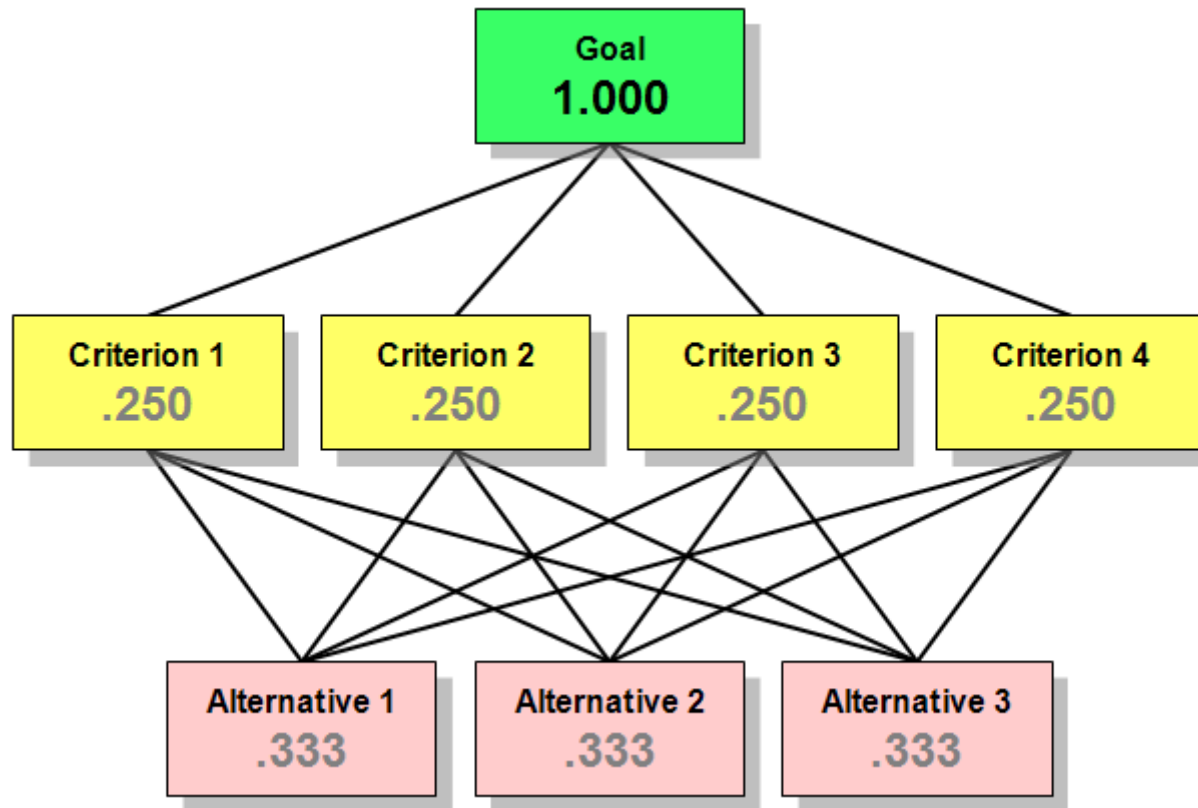 Goal
1.000
Criterion 1
.250
Criterion 2
.250
Criterion 3
.250
Criterion 4
.250
Alternative 1
.333
Alternative 2
.333
Alternative 3
.333